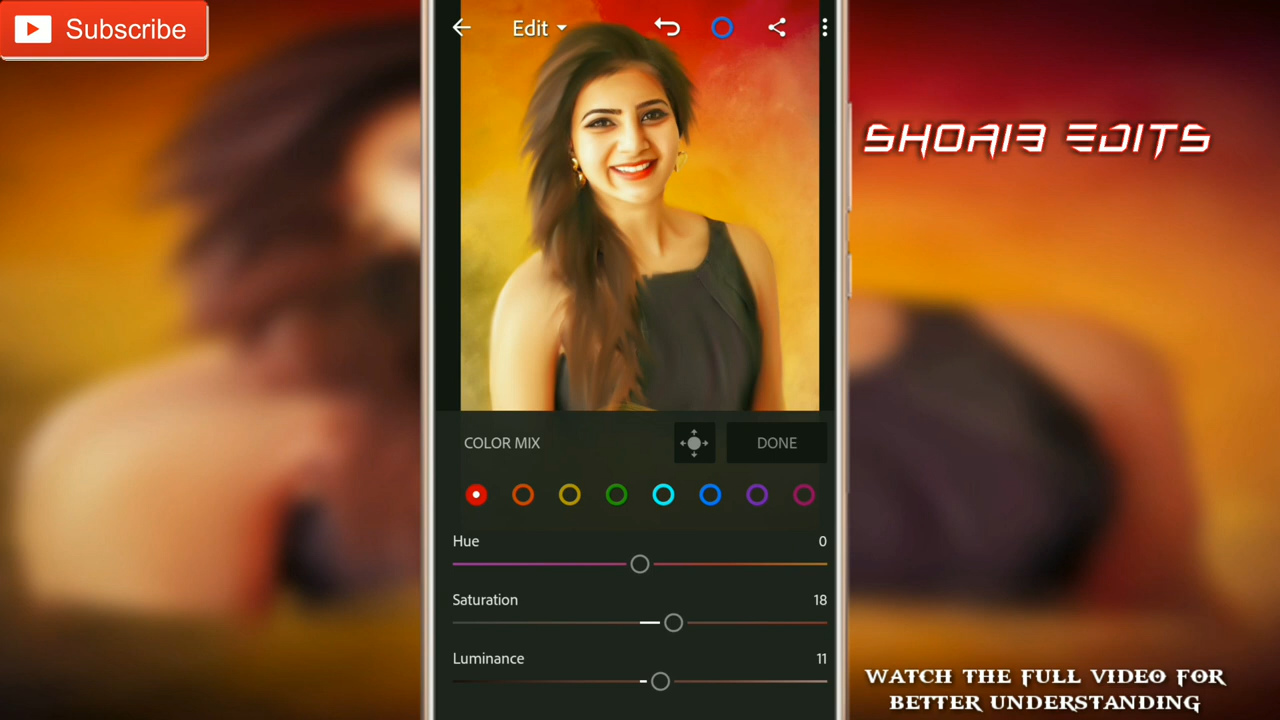 Subscribe
Edit
SHOAIB EDITS
COLOR MIX
DONE
Hue
0
Saturation
18
Luminance
11
WATCH THE FULL VIDEO FOR
BETTER UNDERSTANDING